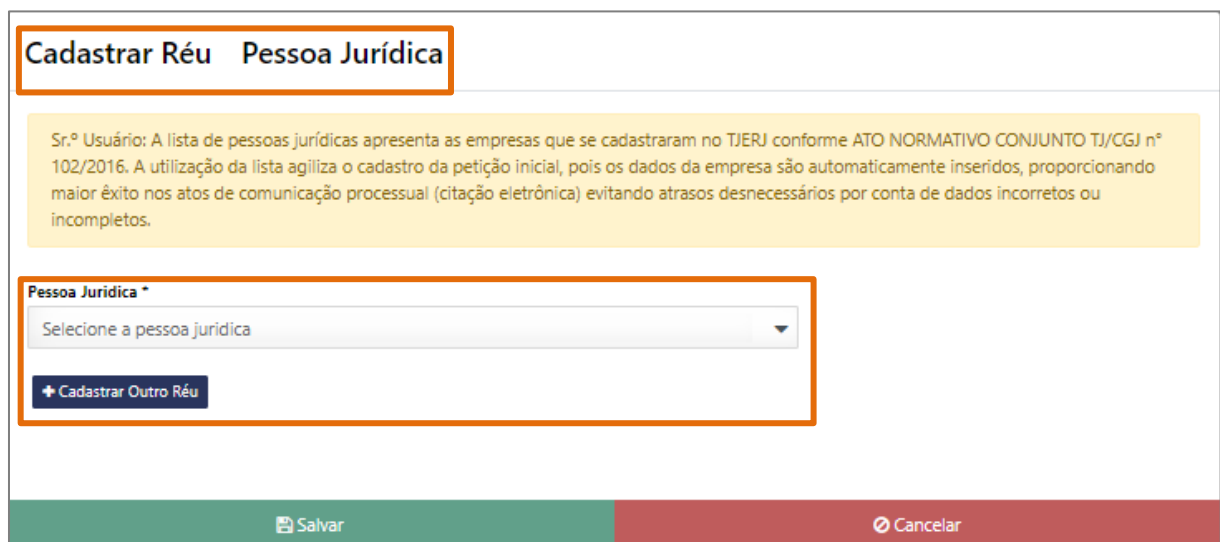 Cadastrar Réu Pessoa Jurídica
Sr.º Usuário: A lista de pessoas jurídicas apresenta as empresas que se cadastraram no TJERJ conforme ATO NORMATIVO CONJUNTO TJ/CGJ n°
102/2016. A utilização da lista agiliza o cadastro da petição inicial, pois os dados da empresa são automaticamente inseridos, proporcionando
maior êxito nos atos de comunicação processual (citação eletrônica) evitando atrasos desnecessários por conta de dados incorretos ou
incompletos.
Pessoa Juridica *
Selecione a pessoa juridica
+ Cadastrar Outro Réu
Salvar
Cancelar